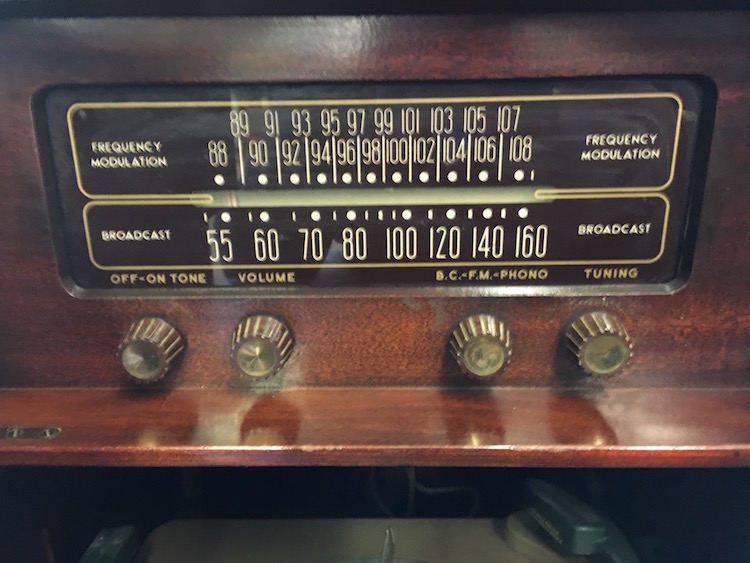 89 91 93 95 97 99 101 103 105 107
FREQUENCY MODULATION
88 90 92 94 96 98 100 102 104 106 108
FREQUENCY MODULATION
BROADCAST
55 60 70 80 100 120 140 160
BROADCAST
OFF-ON TONE VOLUME B.C.-F.M.-PHONO TUNING